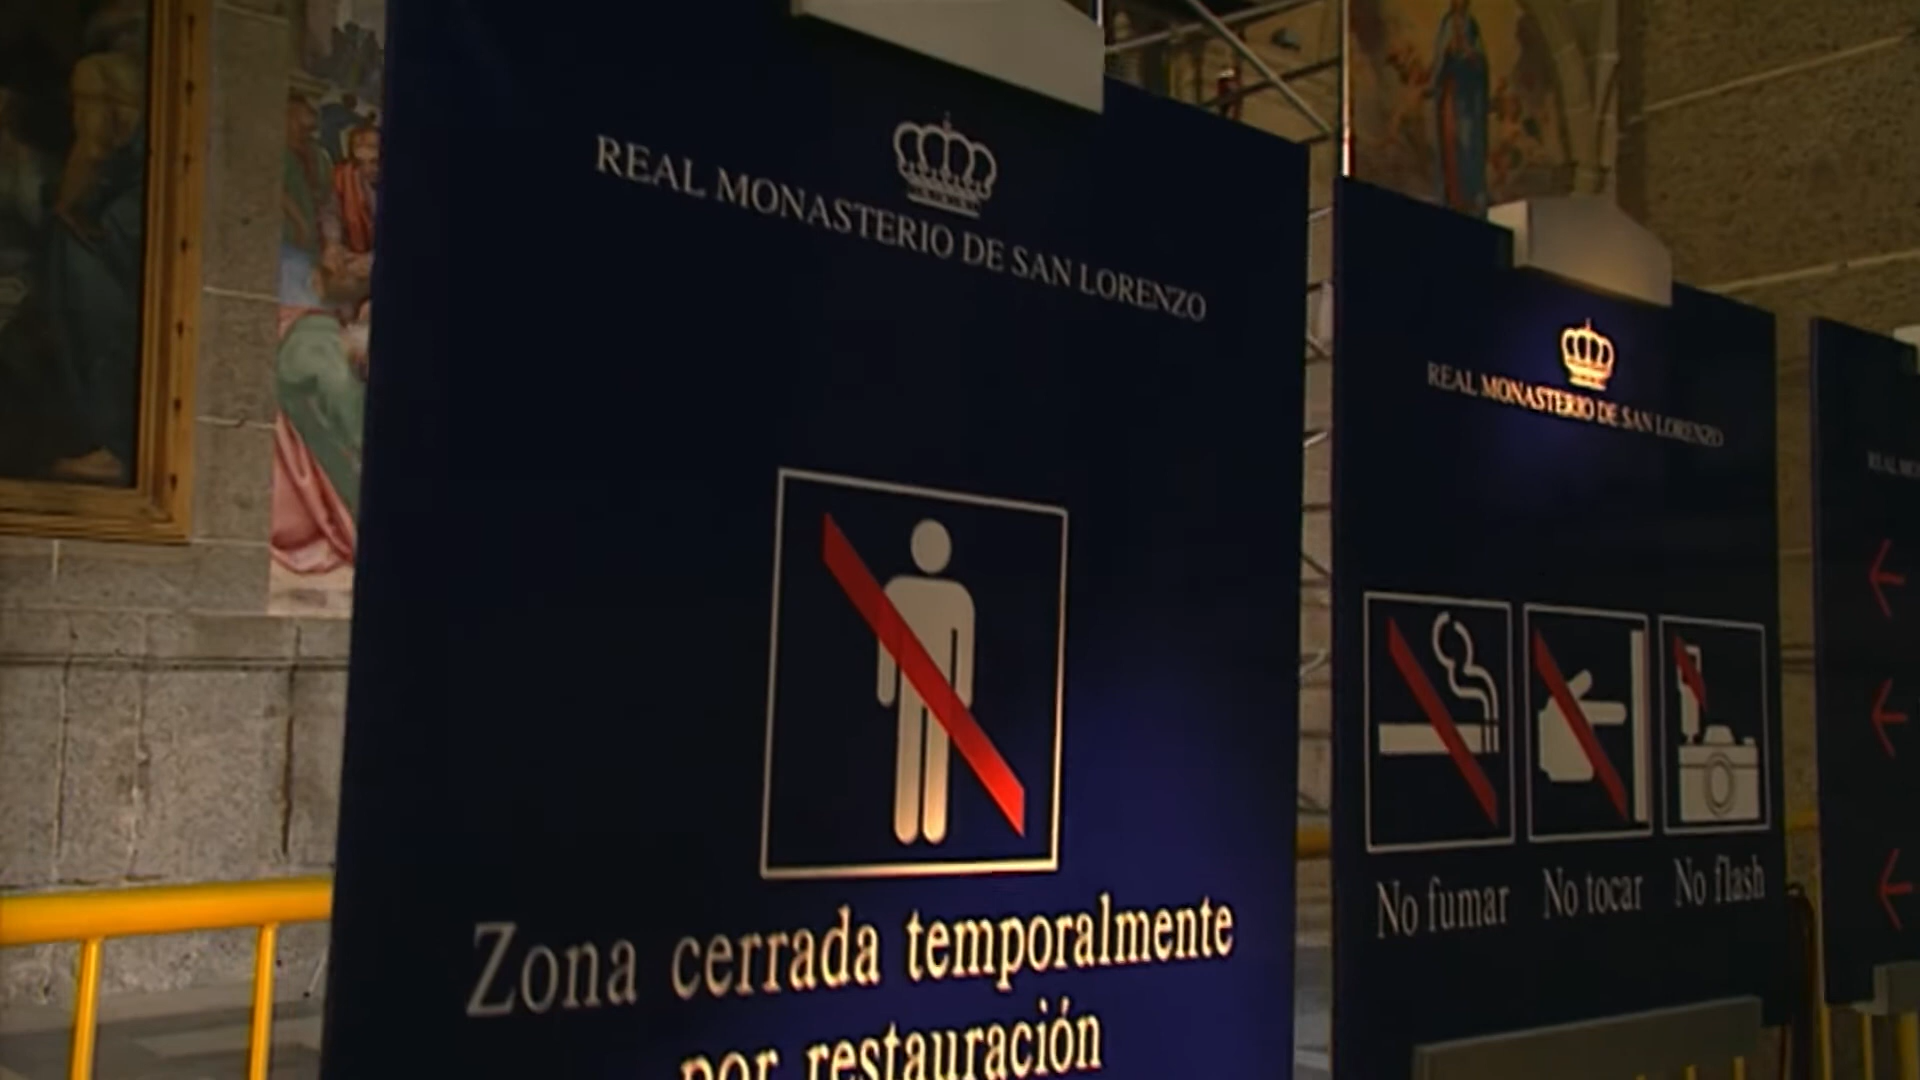 REAL MONASTERIO DE SAN LORENZO
Zona cerrada temporalmente
por restauración
REAL MONASTERIO DE SAN LORENZO
No fumar
No tocar
No flash
REAL